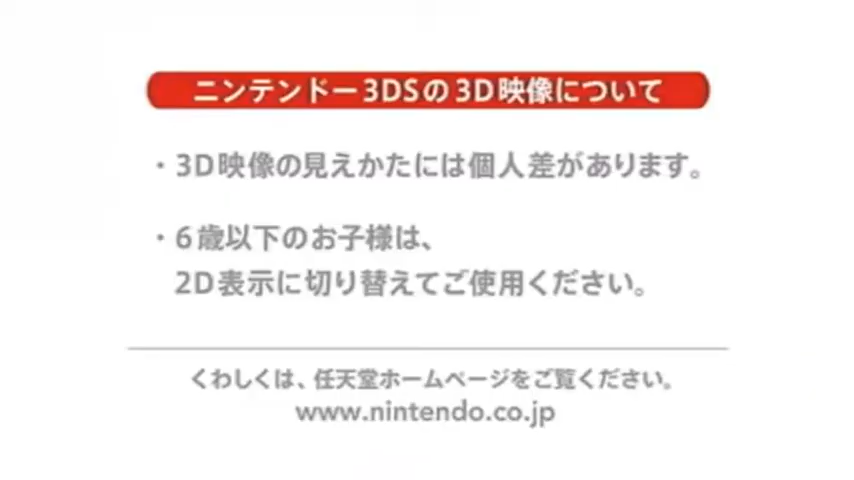 ニンテンドー3DSの3D映像について
・3D映像の見えかたには個人差があります。
・6歳以下のお子様は、
2D表示に切り替えてご使用ください。
くわしくは、任天堂ホームページをご覧ください。
www.nintendo.co.jp